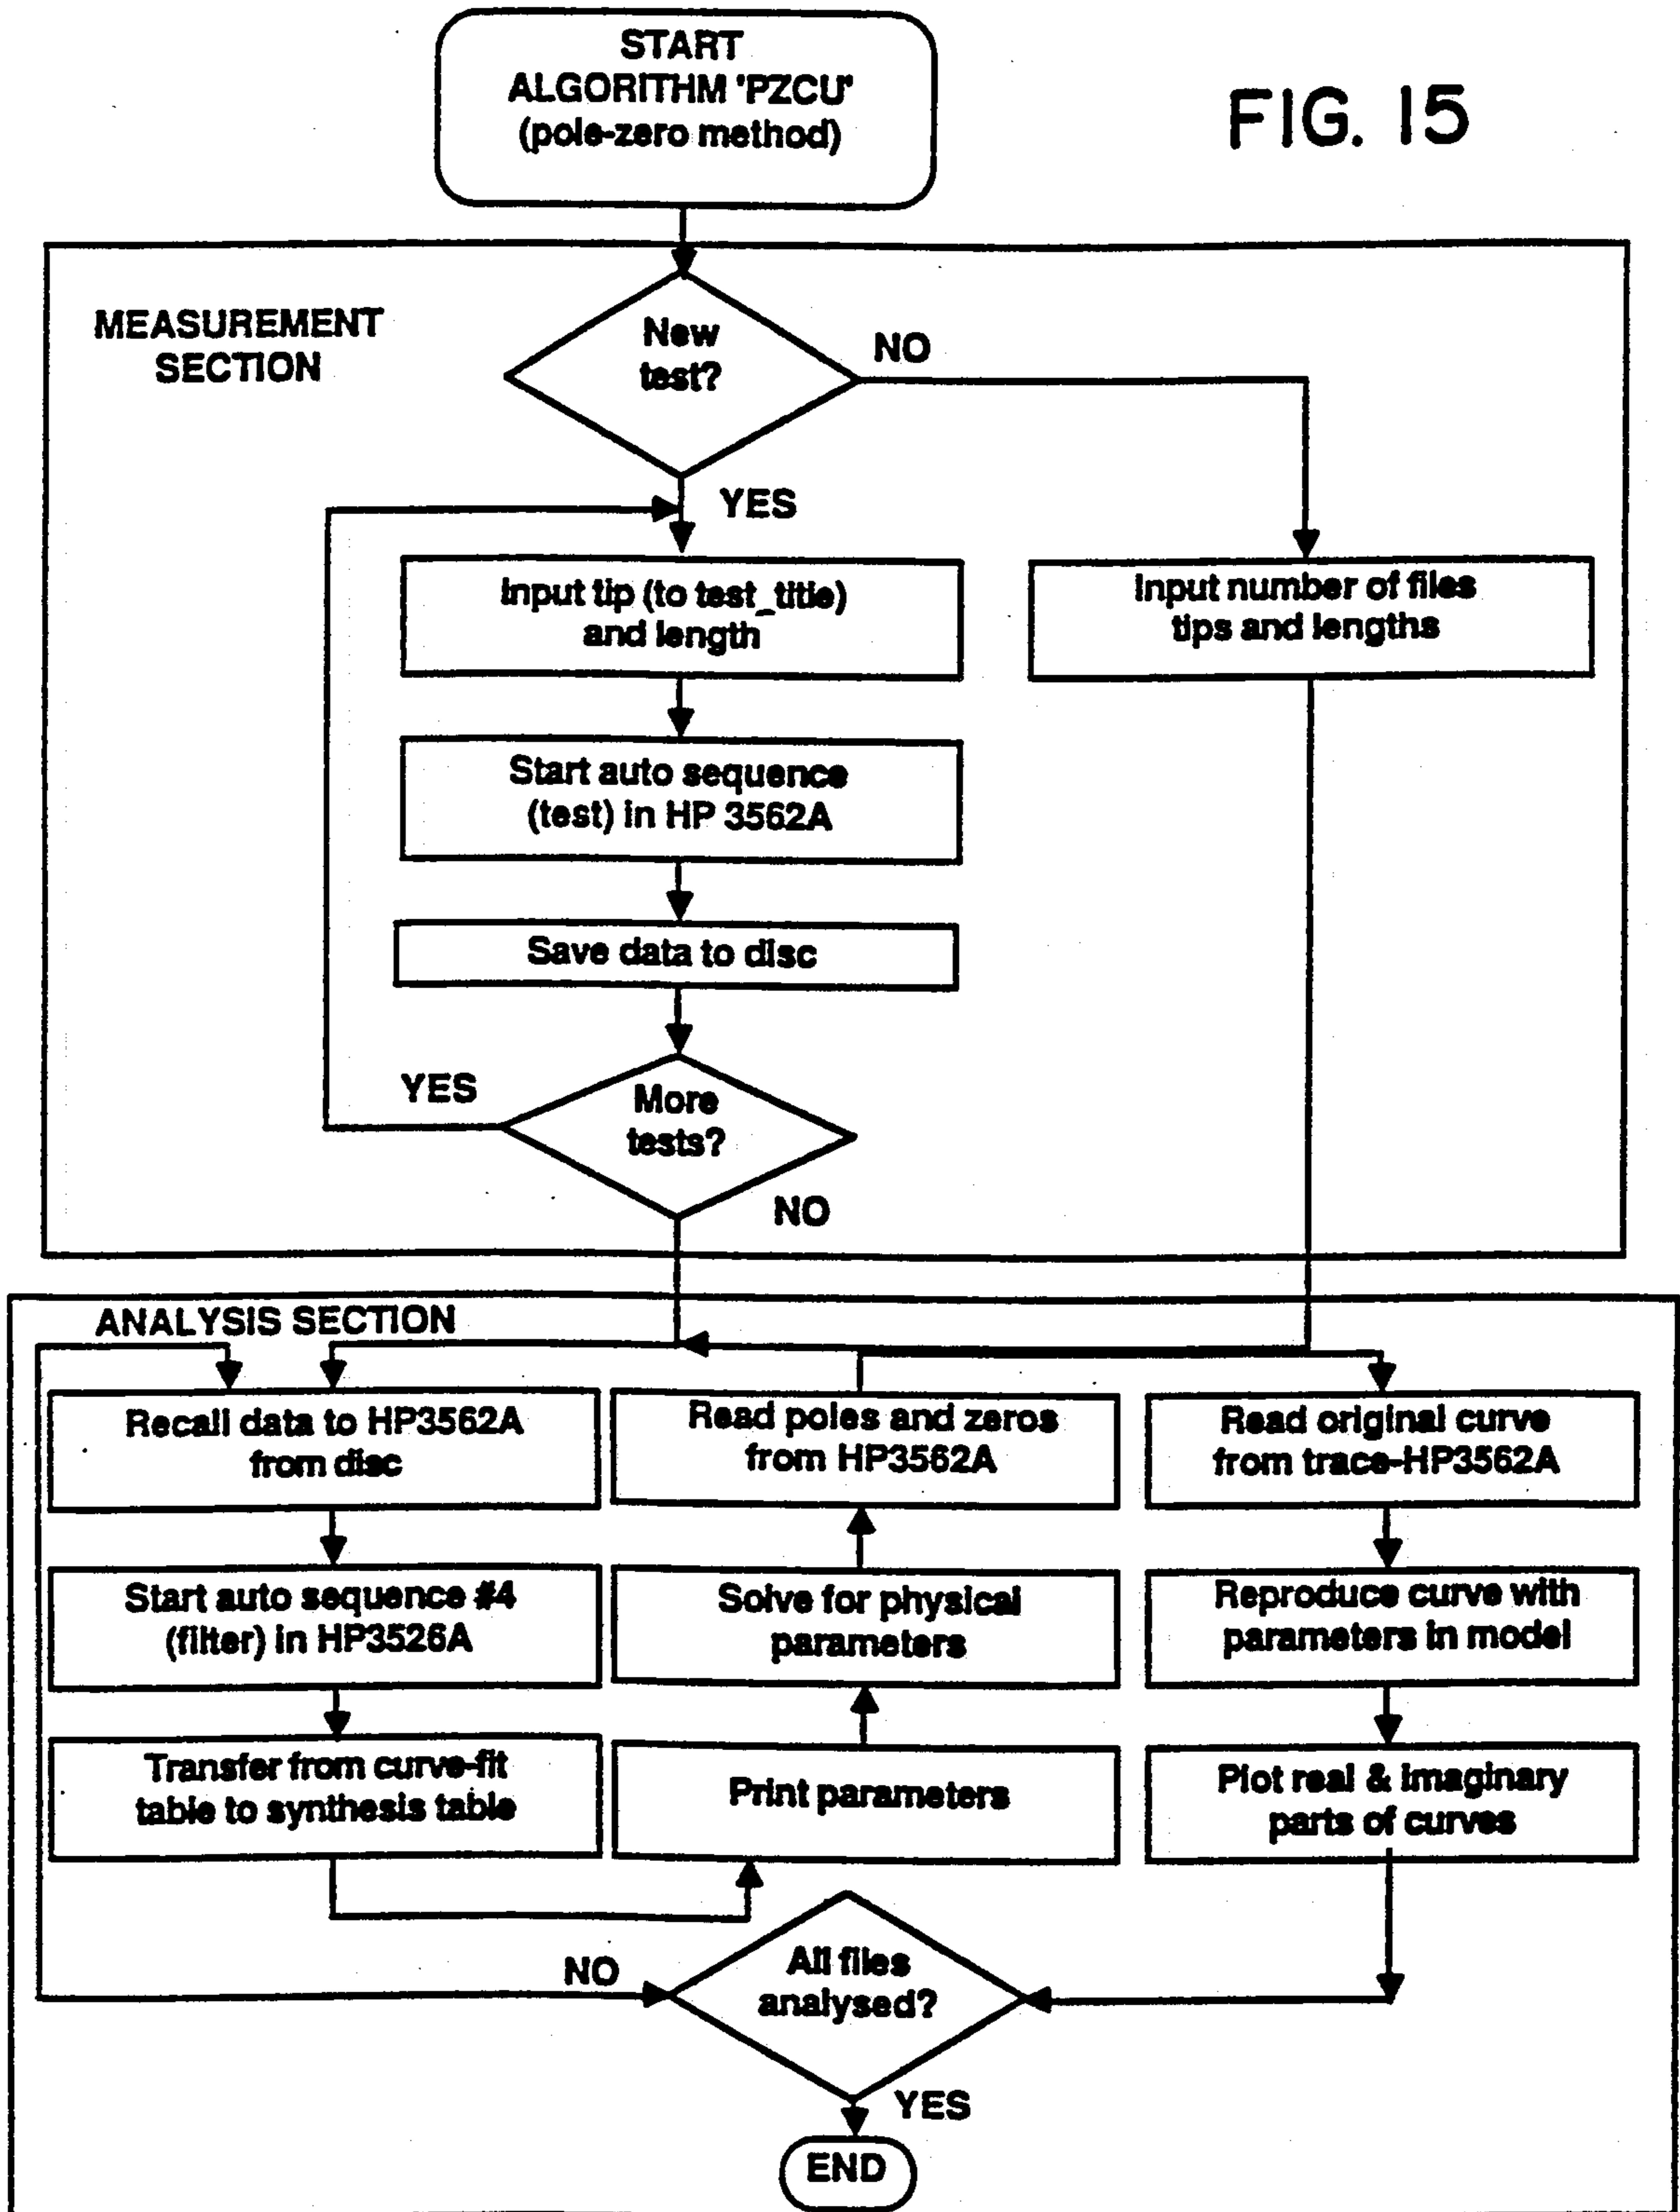 START
ALGORITHM 'PZCU'
(pole-zero method)
FIG. 15
MEASUREMENT
SECTION
New
test?
NO
YES
Input tip (to test_title)
and length
Input number of files
tips and lengths
Start auto sequence
(test) in HP 3562A
Save data to disc
YES
More
tests?
NO
ANALYSIS SECTION
Recall data to HP3562A
from disc
Read poles and zeros
from HP3562A
Read original curve
from trace-HP3562A
Start auto sequence #4
(filter) in HP3526A
Solve for physical
parameters
Reproduce curve with
parameters in model
Transfer from curve-fit
table to synthesis table
Print parameters
Plot real & imaginary
parts of curves
NO
All files
analysed?
YES
END